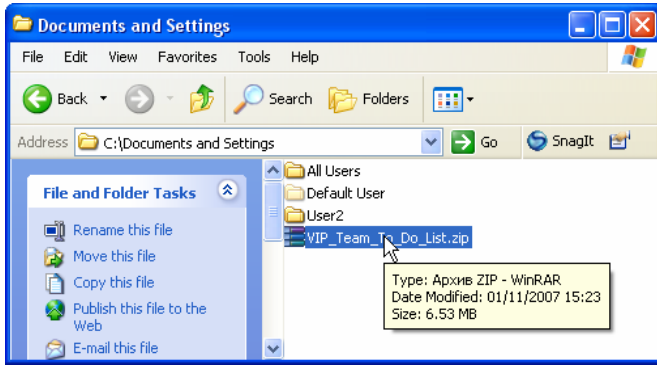 Documents and Settings
File Edit View Favorites Tools Help
Back Search Folders
Address C:\Documents and Settings Go SnagIt
File and Folder Tasks
Rename this file
Move this file
Copy this file
Publish this file to the
Web
E-mail this file
All Users
Default User
User2
VIP_Team_To_Do_List.zip
Type: Архив ZIP - WinRAR
Date Modified: 01/11/2007 15:23
Size: 6.53 MB